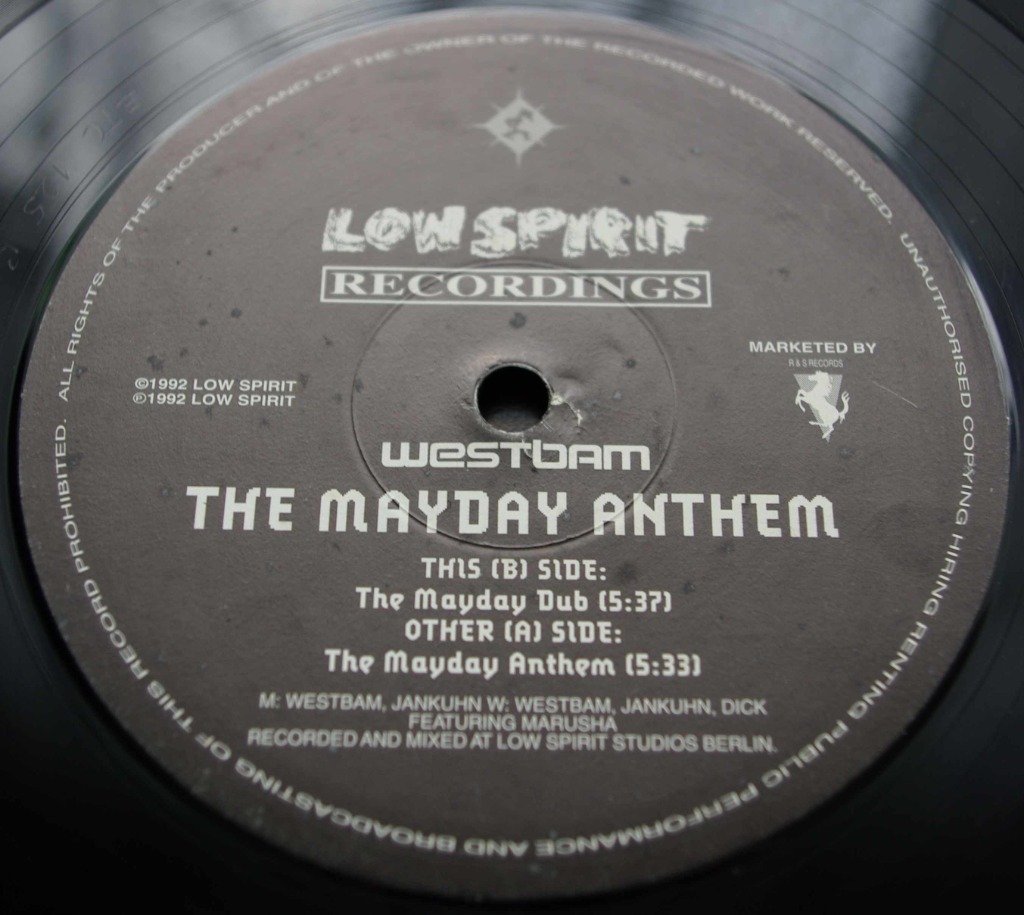 ALL RIGHTS OF THE PRODUCER AND OF THE OWNER OF THE RECORDED WORK RESERVED. UNAUTHORISED COPYING HIRING RENTING PUBLIC PERFORMANCE AND BROADCASTING OF THIS RECORD PROHIBITED.
LOW SPIRIT
RECORDINGS
MARKETED BY
R & S RECORDS
©1992 LOW SPIRIT
℗1992 LOW SPIRIT
westbam
THE MAYDAY ANTHEM
THIS (B) SIDE:
The Mayday Dub (5:37)
OTHER (A) SIDE:
The Mayday Anthem (5:33)
M: WESTBAM, JANKUHN W: WESTBAM, JANKUHN, DICK
FEATURING MARUSHA
RECORDED AND MIXED AT LOW SPIRIT STUDIOS BERLIN.